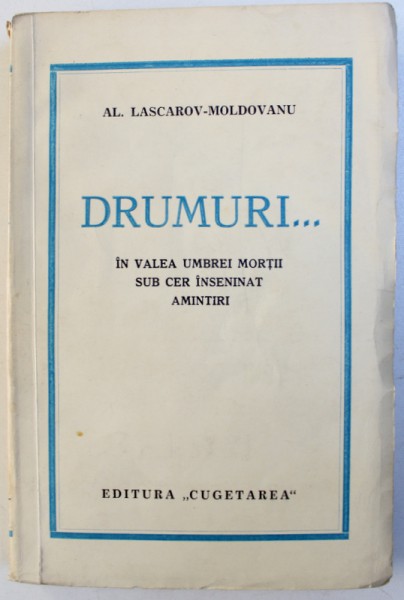 AL. LASCAROV-MOLDOVANU
DRUMURI...
ÎN VALEA UMBREI MORȚII
SUB CER ÎNSENINAT
AMINTIRI
EDITURA „CUGETAREA“